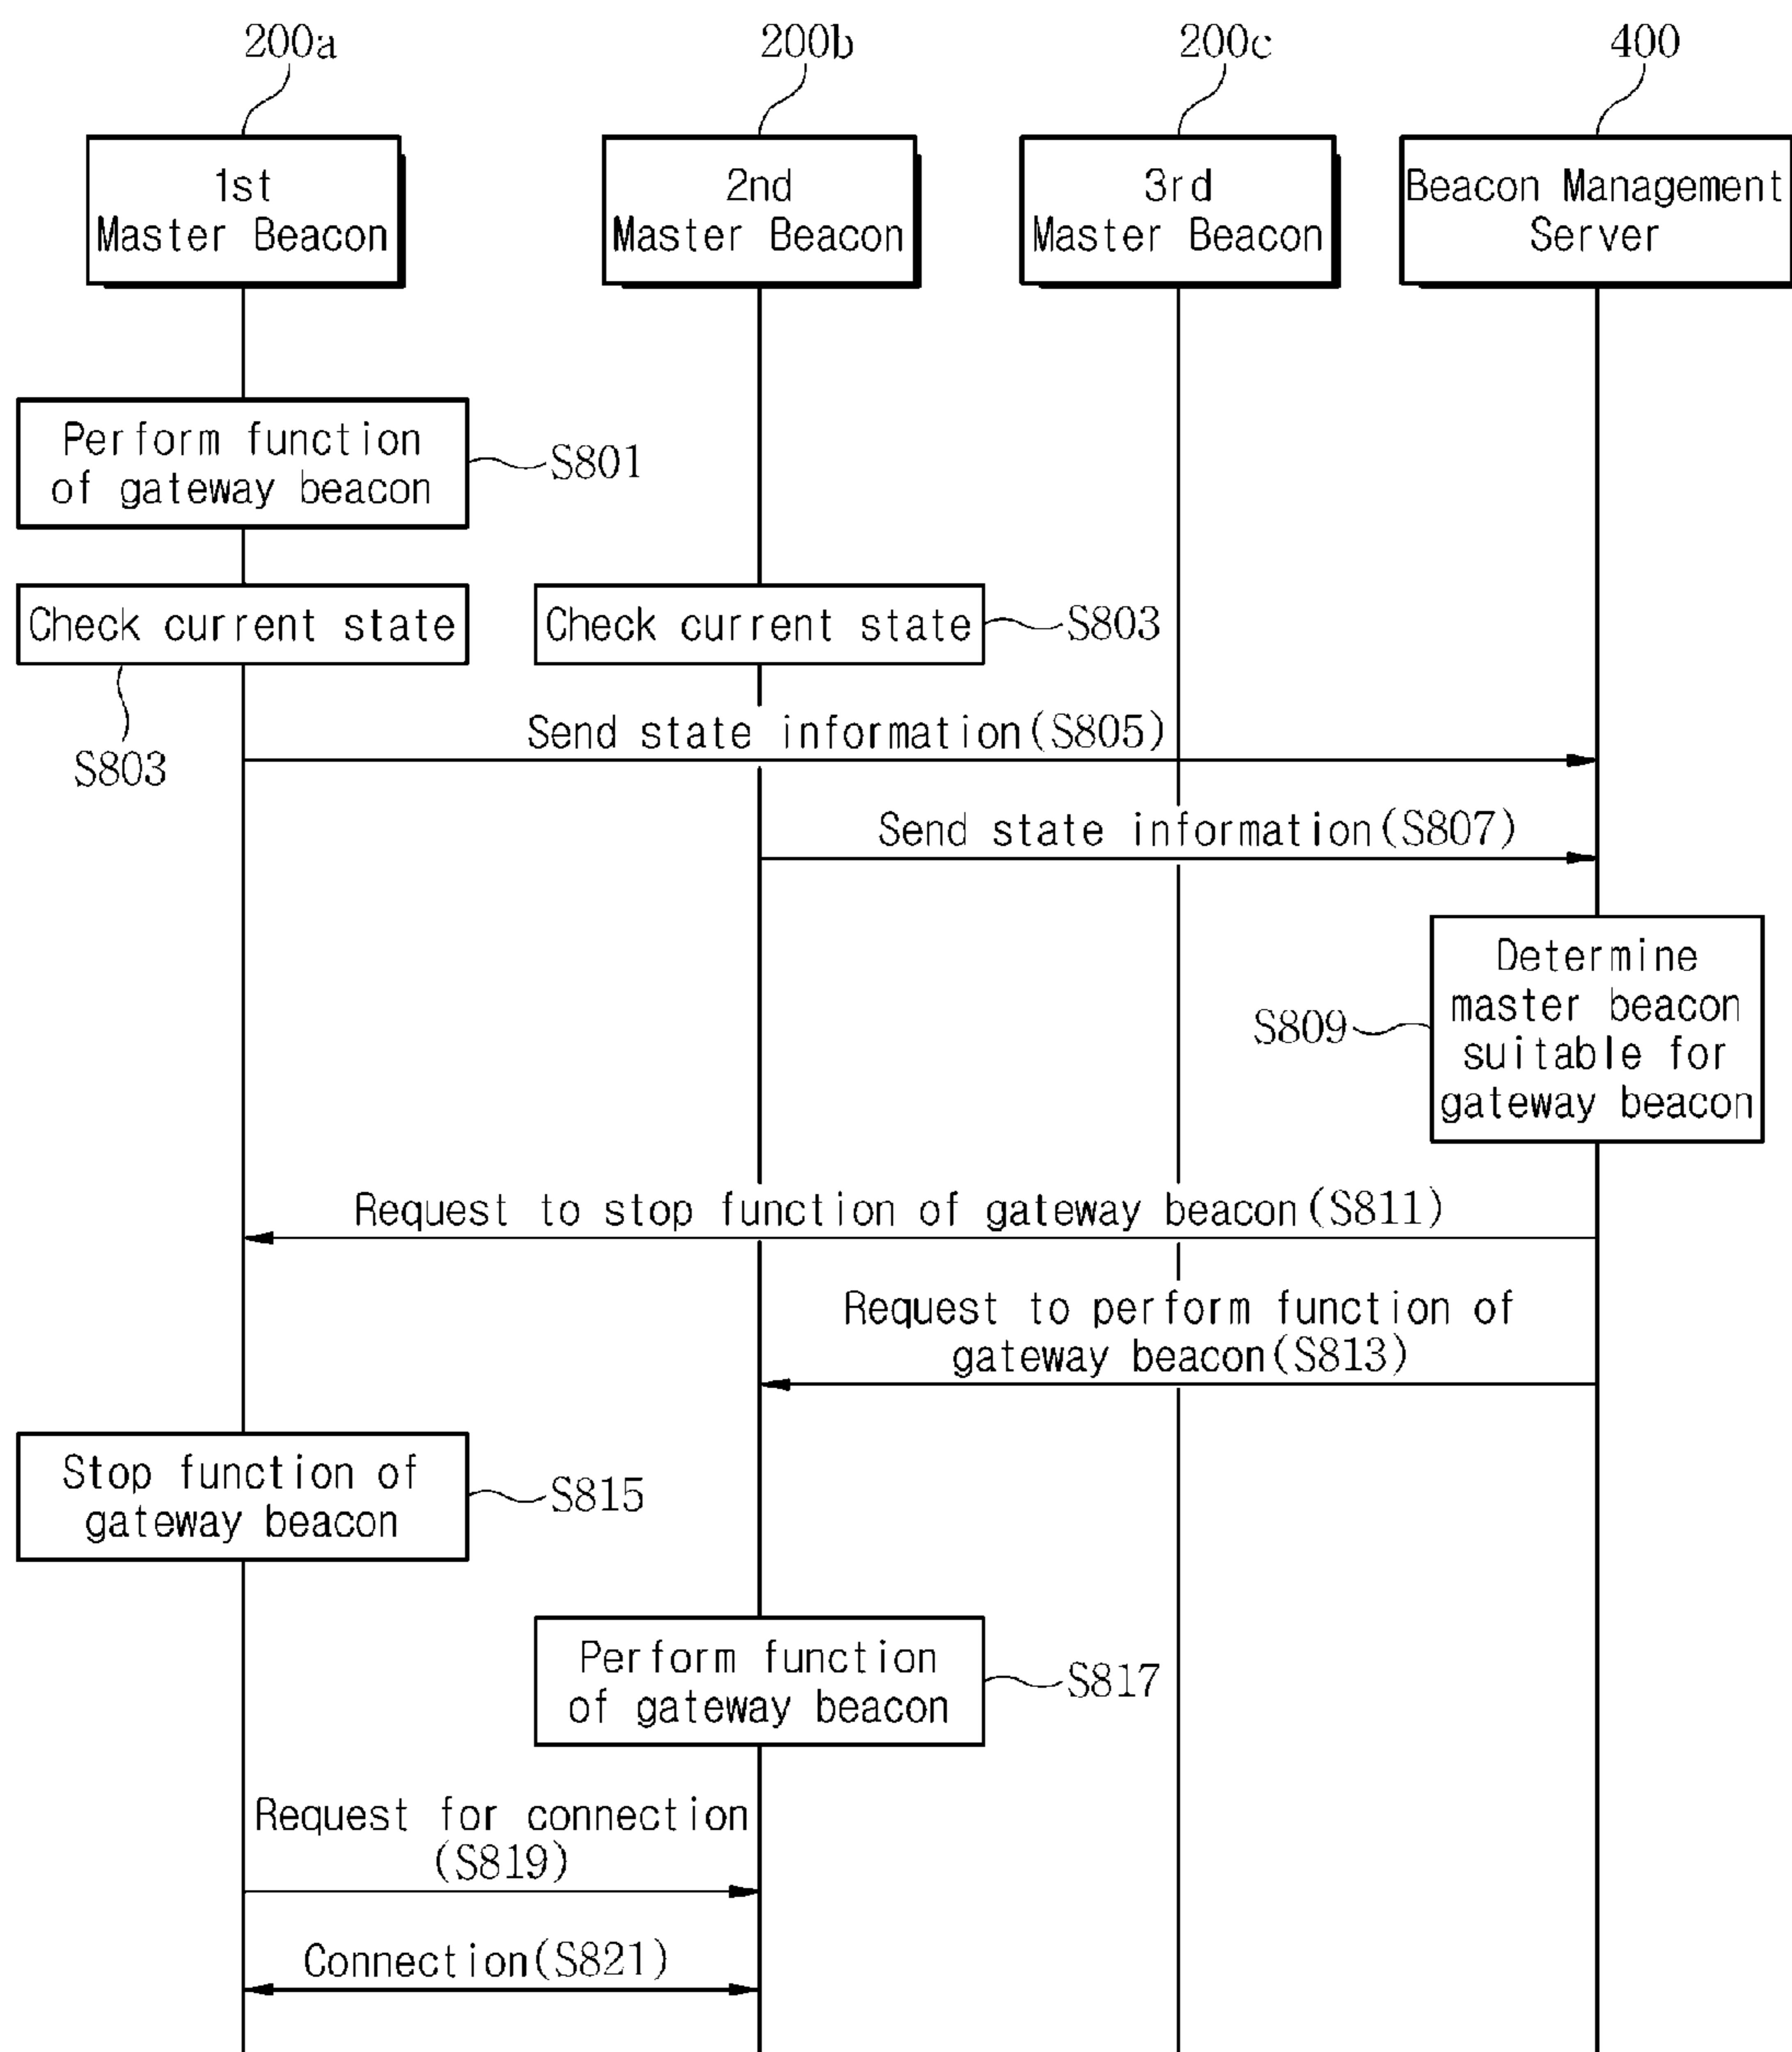 200a
200b
200c
400
1st
Master Beacon
2nd
Master Beacon
3rd
Master Beacon
Beacon Management
Server
Perform function
of gateway beacon
S801
Check current state
Check current state
S803
S803
Send state information(S805)
Send state information(S807)
Determine
master beacon
suitable for
gateway beacon
S809
Request to stop function of gateway beacon(S811)
Request to perform function of
gateway beacon(S813)
Stop function of
gateway beacon
S815
Perform function
of gateway beacon
S817
Request for connection
(S819)
Connection(S821)